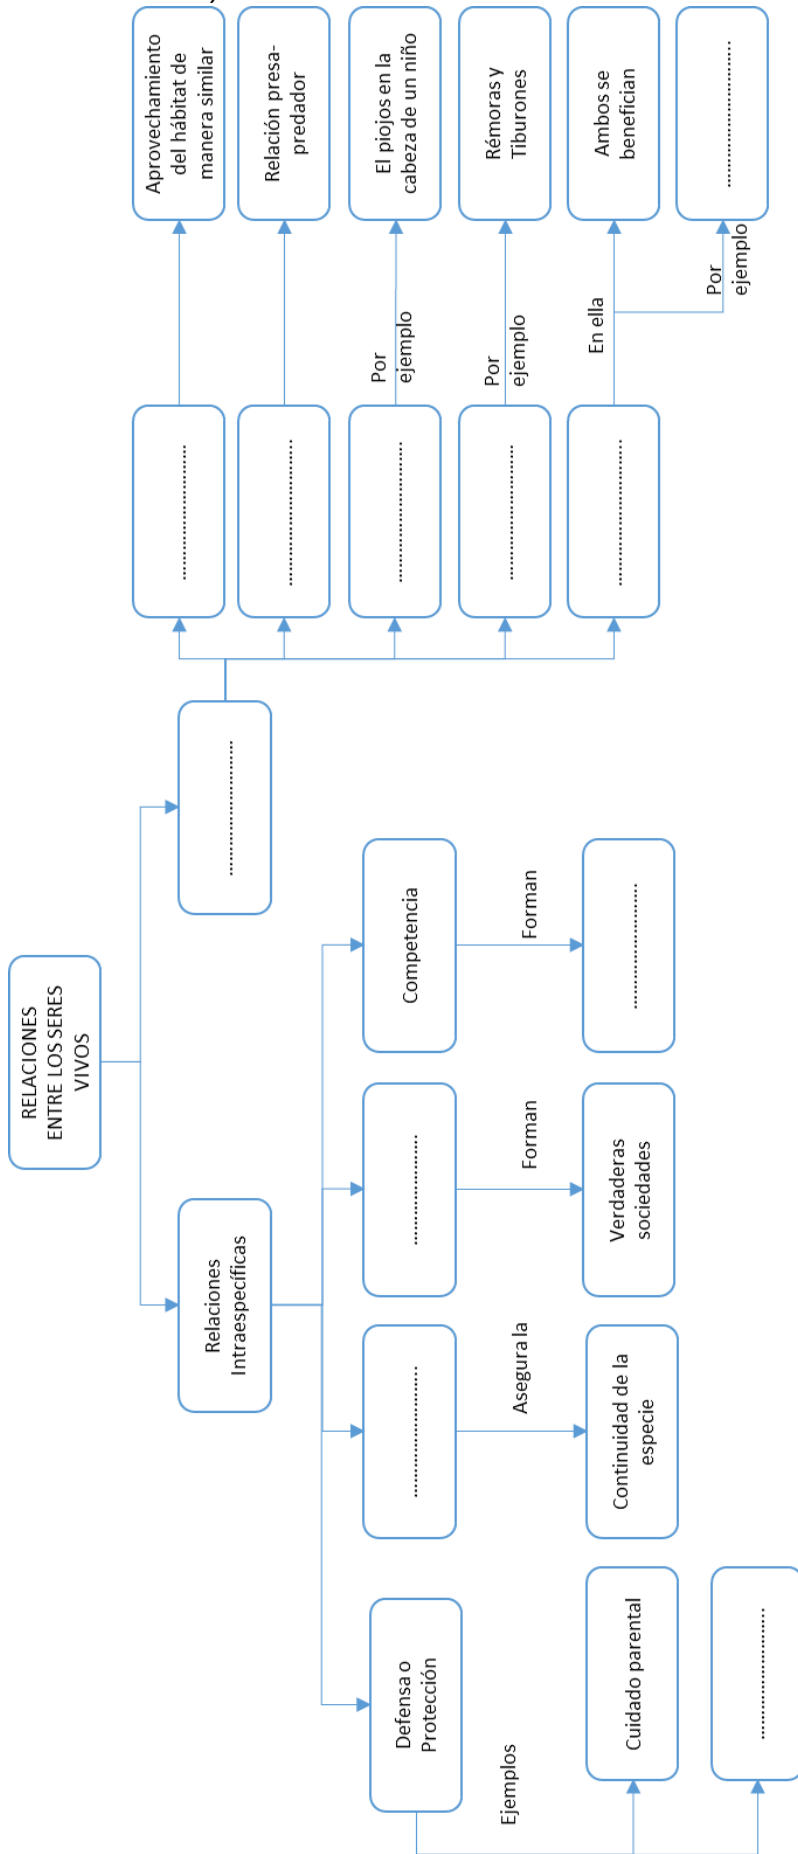 RELACIONES
ENTRE LOS SERES
VIVOS
Relaciones
Intraespecíficas
..............................
Defensa o
Protección
..............................
..............................
Competencia
Ejemplos
Asegura la
Forman
Forman
Cuidado parental
..............................
Continuidad de la
especie
Verdaderas
sociedades
..............................
..............................
Aprovechamiento
del hábitat de
manera similar
..............................
Relación presa-
predador
..............................
Por
ejemplo
El piojos en la
cabeza de un niño
..............................
Por
ejemplo
Rémoras y
Tiburones
..............................
En ella
Ambos se
benefician
Por
ejemplo
..............................